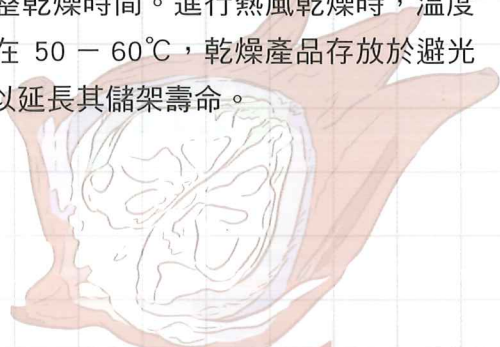 整乾燥時間。進行熱風乾燥時，溫度
在 50 － 60℃，乾燥產品存放於避光
以延長其儲架壽命。